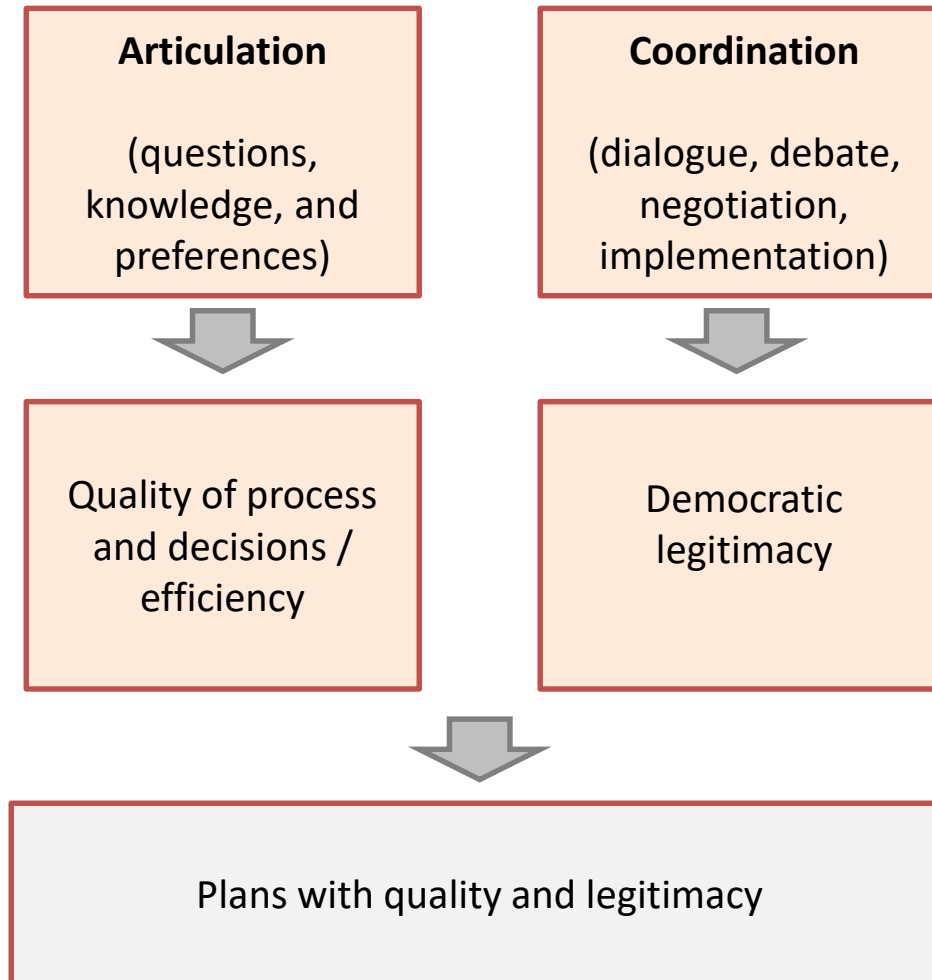 Articulation
(questions,
knowledge, and
preferences)
Coordination
(dialogue, debate,
negotiation,
implementation)
Quality of process
and decisions /
efficiency
Democratic
legitimacy
Plans with quality and legitimacy